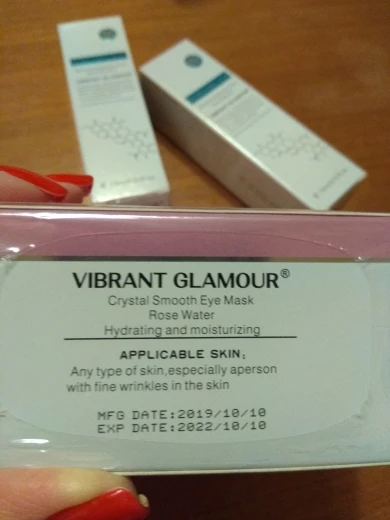 VIBRANT GLAMOUR®
Crystal Smooth Eye Mask
Rose Water
Hydrating and moisturizing
APPLICABLE SKIN:
Any type of skin,especially aperson
with fine wrinkles in the skin
MFG DATE:2019/10/10
EXP DATE:2022/10/10